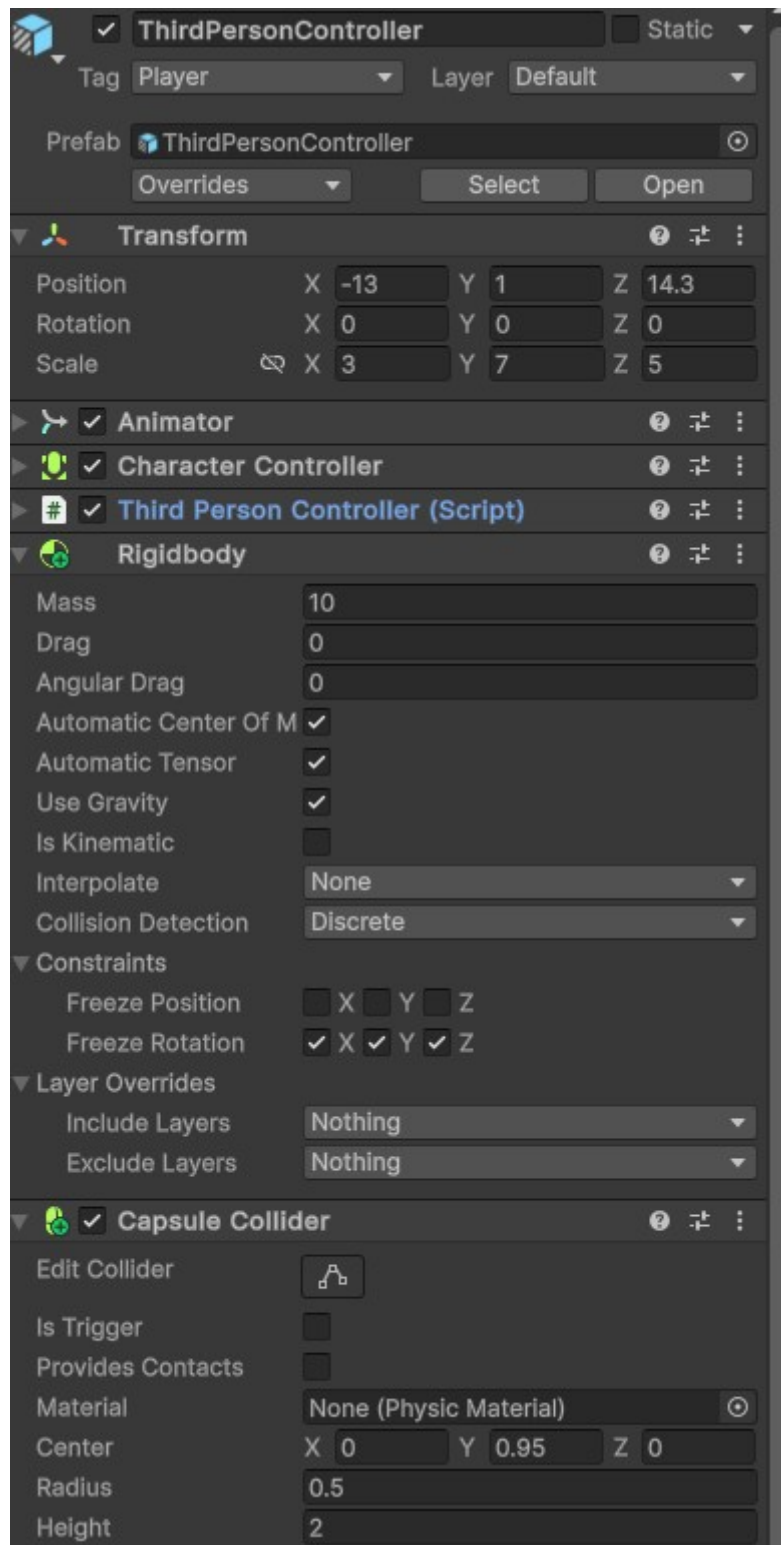 ThirdPersonController Static
Tag Player Layer Default
Prefab ThirdPersonController
Overrides Select Open
Transform
Position X -13 Y 1 Z 14.3
Rotation X 0 Y 0 Z 0
Scale X 3 Y 7 Z 5
Animator
Character Controller
# Third Person Controller (Script)
Rigidbody
Mass 10
Drag 0
Angular Drag 0
Automatic Center Of M
Automatic Tensor
Use Gravity
Is Kinematic
Interpolate None
Collision Detection Discrete
Constraints
Freeze Position X Y Z
Freeze Rotation X Y Z
Layer Overrides
Include Layers Nothing
Exclude Layers Nothing
Capsule Collider
Edit Collider
Is Trigger
Provides Contacts
Material None (Physic Material)
Center X 0 Y 0.95 Z 0
Radius 0.5
Height 2